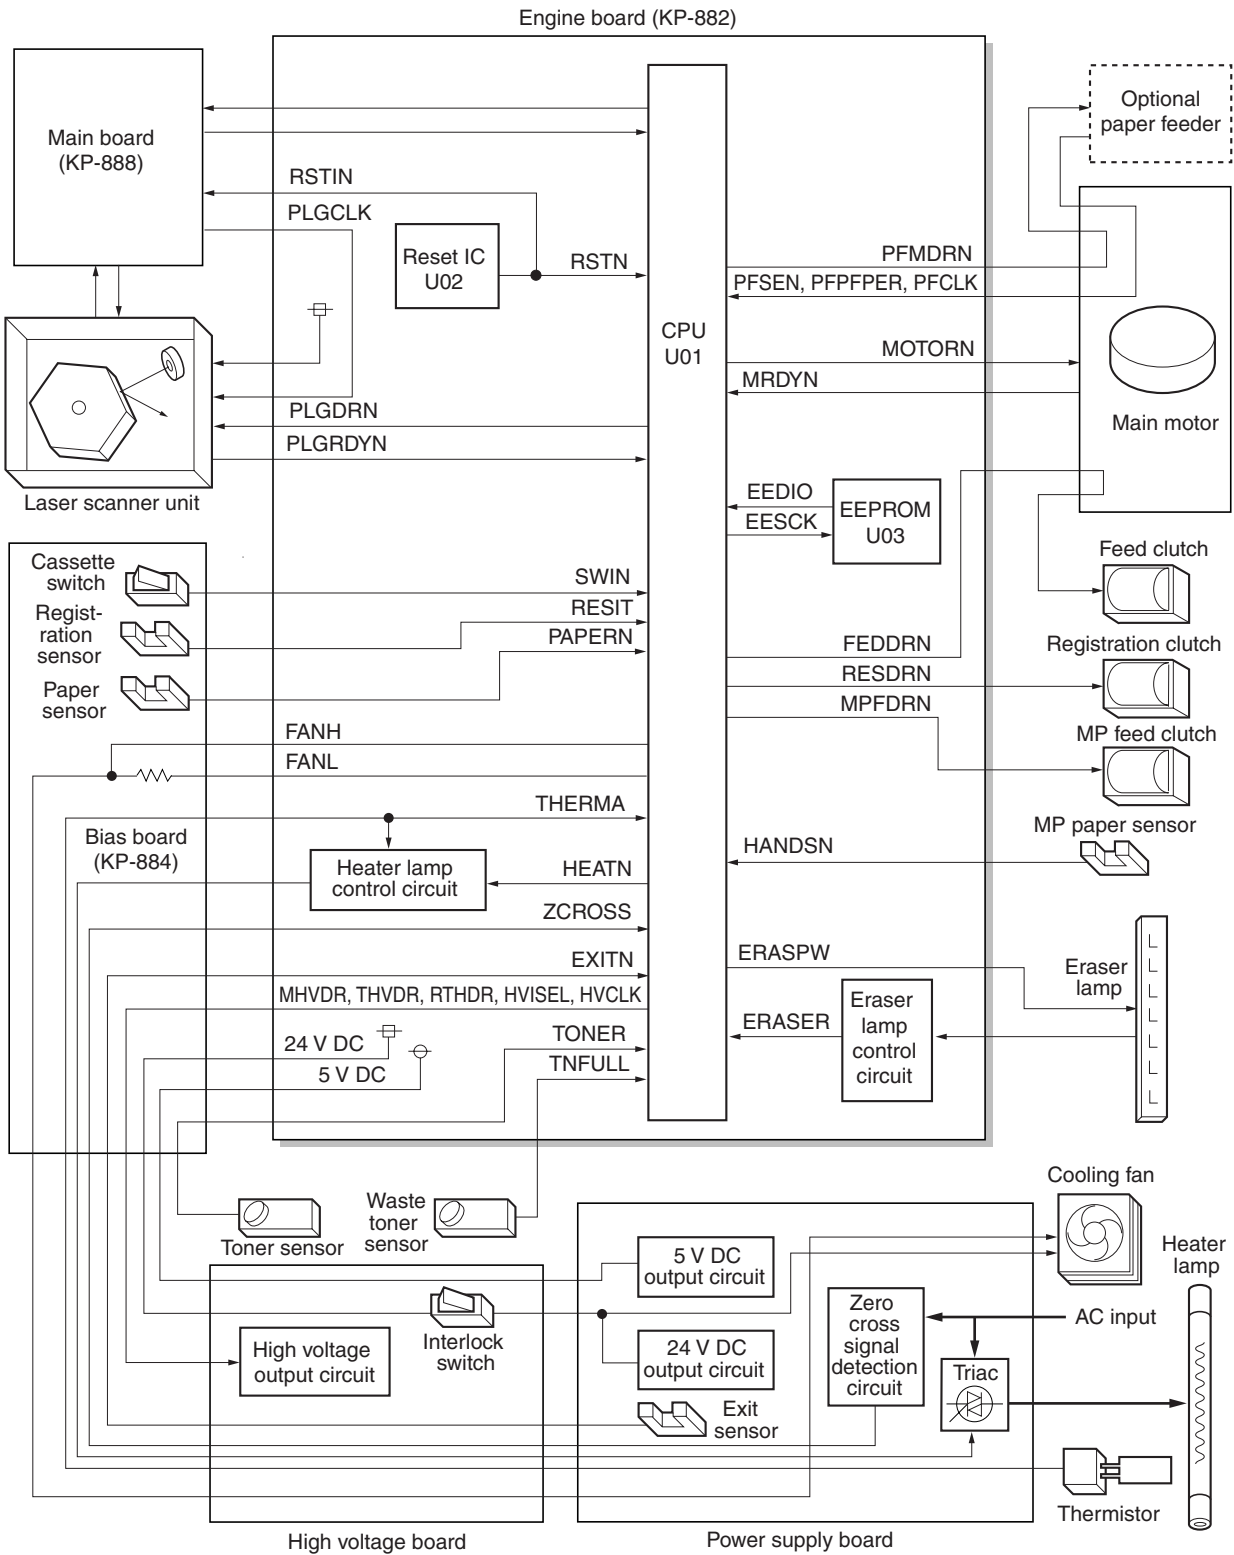 Engine board (KP-882)
Main board
(KP-888)
Optional
paper feeder
RSTIN
PLGCLK
Reset IC
U02
RSTN
PFMDRN
PFSEN, PFPFPER, PFCLK
CPU
U01
MOTORN
MRDYN
Main motor
PLGDRN
PLGRDYN
Laser scanner unit
EEDIO
EESCK
EEPROM
U03
Feed clutch
Cassette
switch
SWIN
Regist-
ration
sensor
RESIT
PAPERN
Paper
sensor
FEDDRN
Registration clutch
RESDRN
MPFDRN
MP feed clutch
FANH
FANL
THERMA
Bias board
(KP-884)
Heater lamp
control circuit
HEATN
MP paper sensor
HANDSN
ZCROSS
EXITN
ERASPW
Eraser
lamp
MHVDR, THVDR, RTHDR, HVISEL, HVCLK
24 V DC
5 V DC
TONER
TNFULL
ERASER
Eraser
lamp
control
circuit
Toner sensor
Waste
toner
sensor
Cooling fan
5 V DC
output circuit
Heater
lamp
Interlock
switch
High voltage
output circuit
24 V DC
output circuit
Zero
cross
signal
detection
circuit
AC input
Triac
Exit
sensor
Thermistor
High voltage board
Power supply board